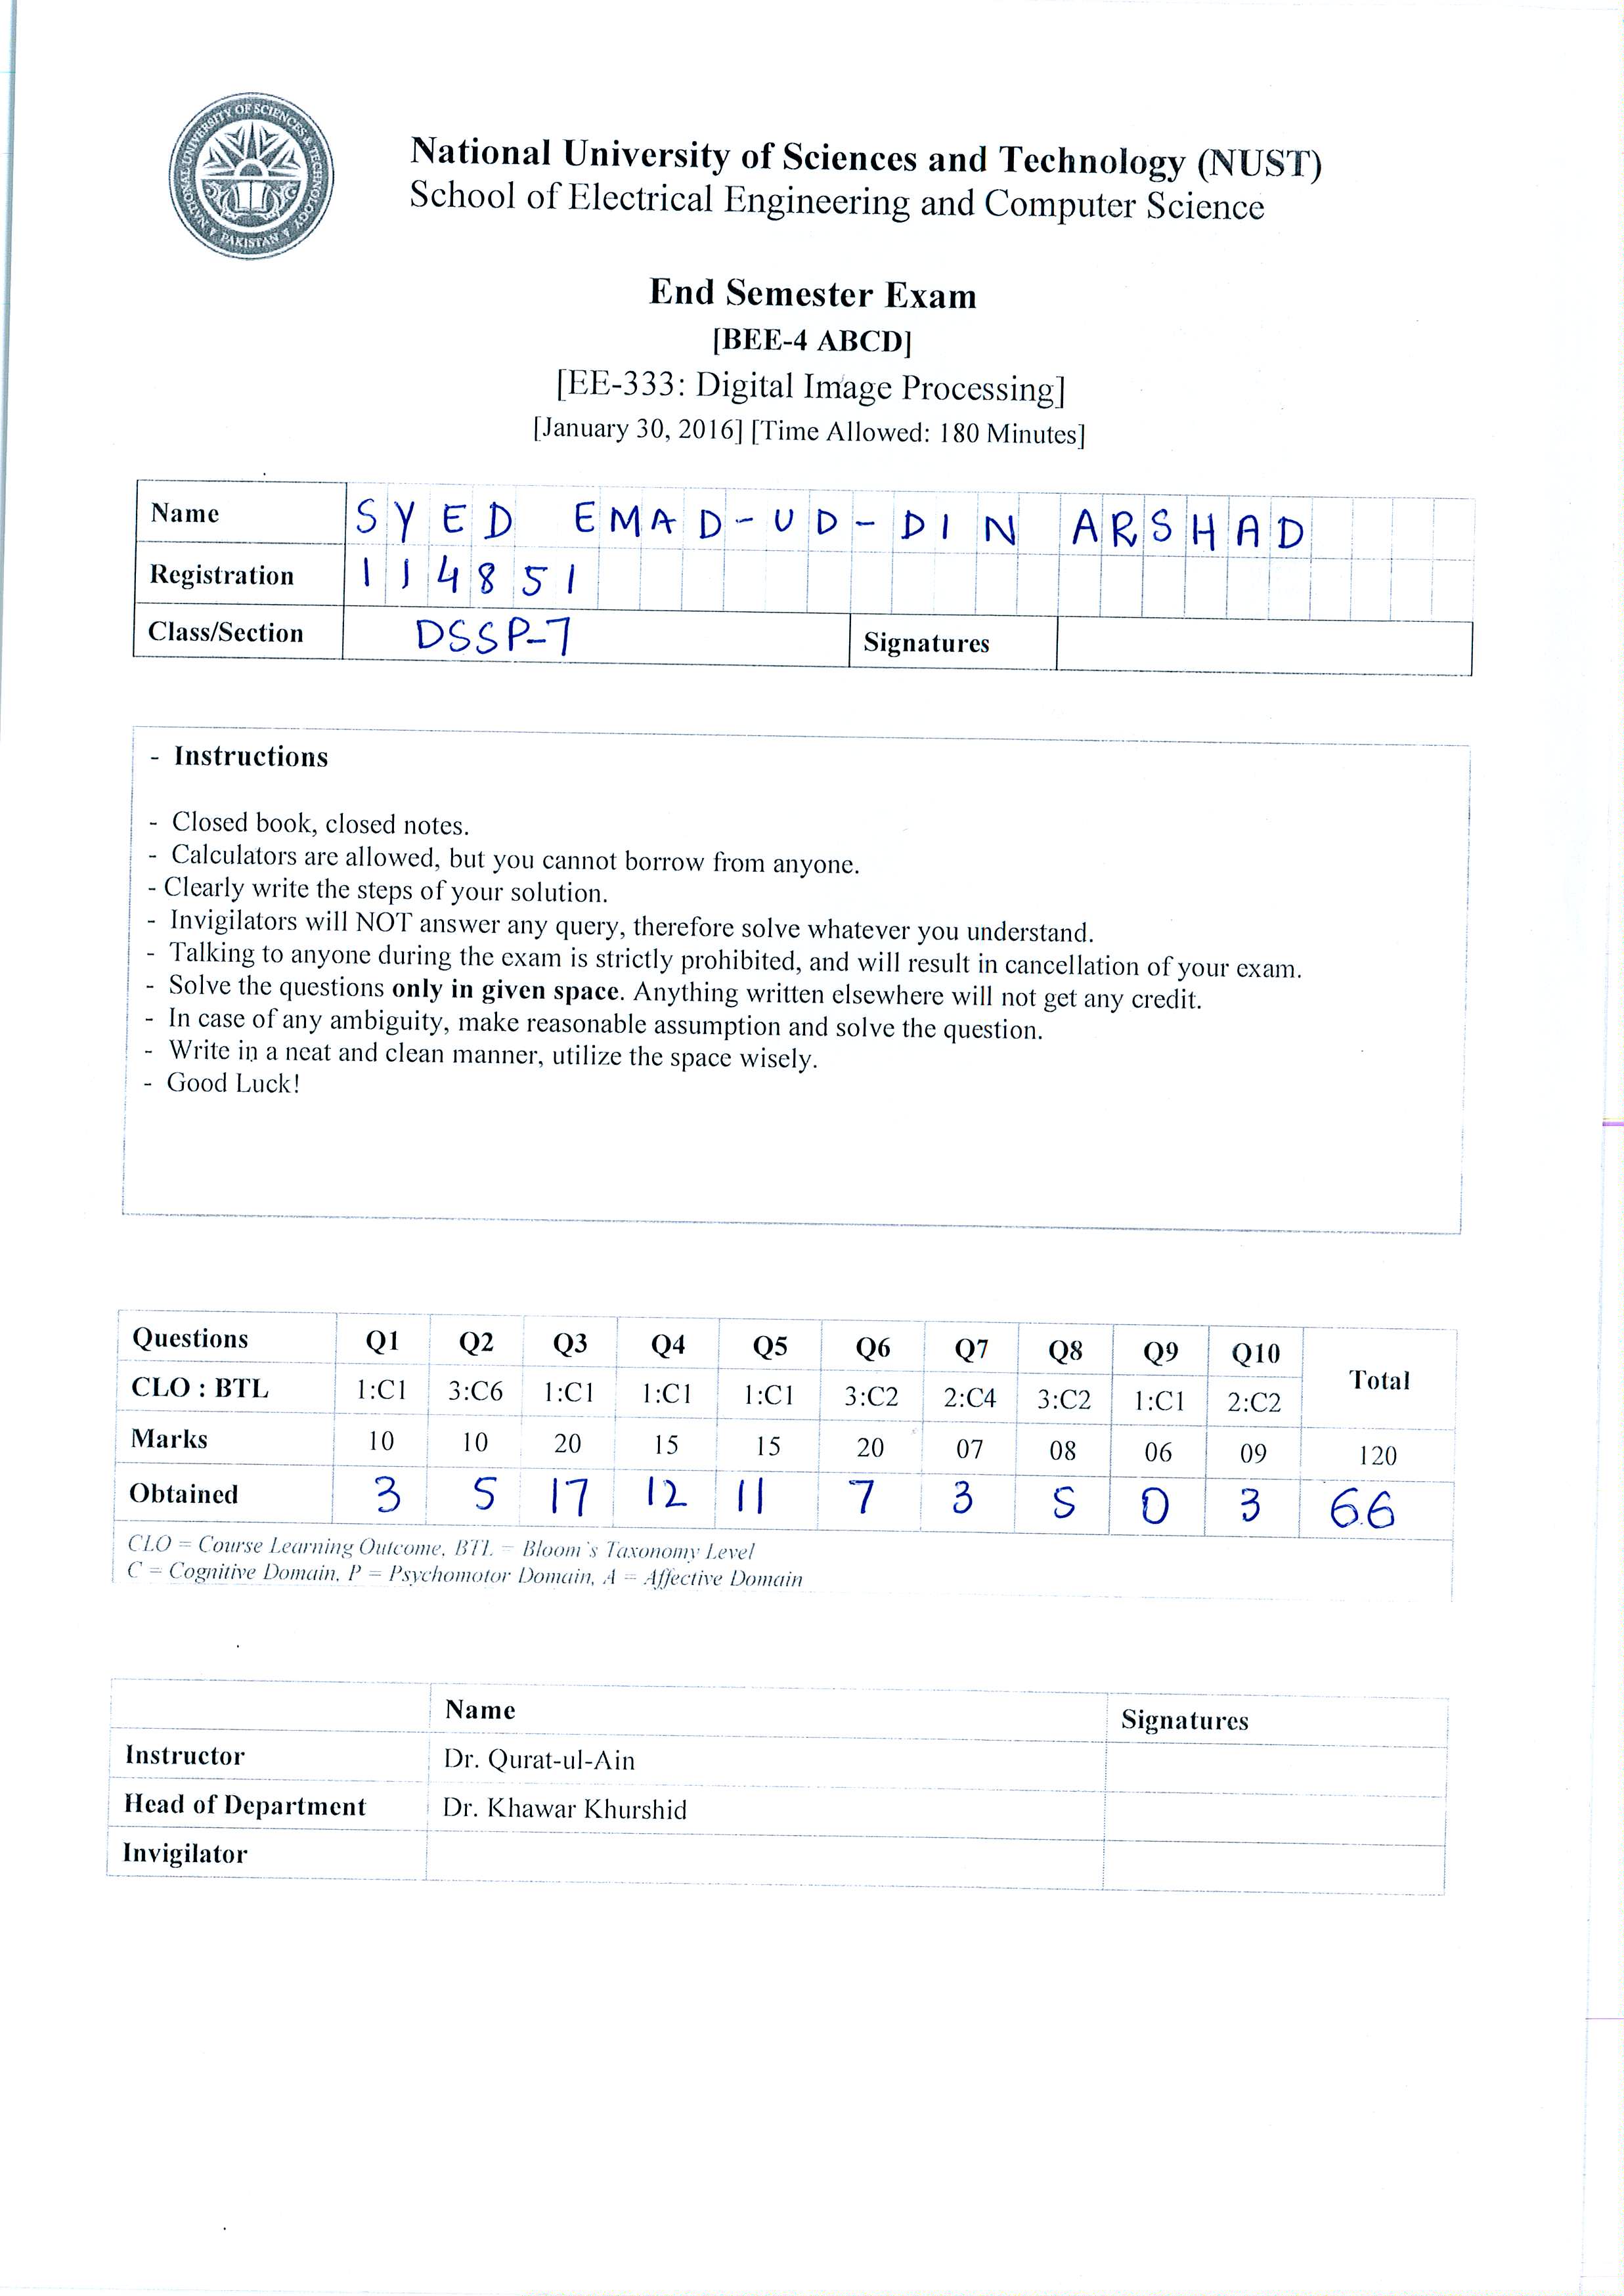 NATIONAL UNIVERSITY OF SCIENCES & TECHNOLOGY
PAKISTAN
National University of Sciences and Technology (NUST)
School of Electrical Engineering and Computer Science
End Semester Exam
[BEE-4 ABCD]
[EE-333: Digital Image Processing]
[January 30, 2016] [Time Allowed: 180 Minutes]
Name SYED EMAD-UD-DIN ARSHAD
Registration 114851
Class/Section DSSP-7 Signatures
- Instructions
- Closed book, closed notes.
- Calculators are allowed, but you cannot borrow from anyone.
- Clearly write the steps of your solution.
- Invigilators will NOT answer any query, therefore solve whatever you understand.
- Talking to anyone during the exam is strictly prohibited, and will result in cancellation of your exam.
- Solve the questions only in given space. Anything written elsewhere will not get any credit.
- In case of any ambiguity, make reasonable assumption and solve the question.
- Write in a neat and clean manner, utilize the space wisely.
- Good Luck!
Questions Q1 Q2 Q3 Q4 Q5 Q6 Q7 Q8 Q9 Q10 Total
CLO : BTL 1:C1 3:C6 1:C1 1:C1 1:C1 3:C2 2:C4 3:C2 1:C1 2:C2
Marks 10 10 20 15 15 20 07 08 06 09 120
Obtained 3 5 17 12 11 7 3 5 0 3 66
CLO = Course Learning Outcome, BTL = Bloom's Taxonomy Level
C = Cognitive Domain, P = Psychomotor Domain, A = Affective Domain
Name Signatures
Instructor Dr. Qurat-ul-Ain
Head of Department Dr. Khawar Khurshid
Invigilator